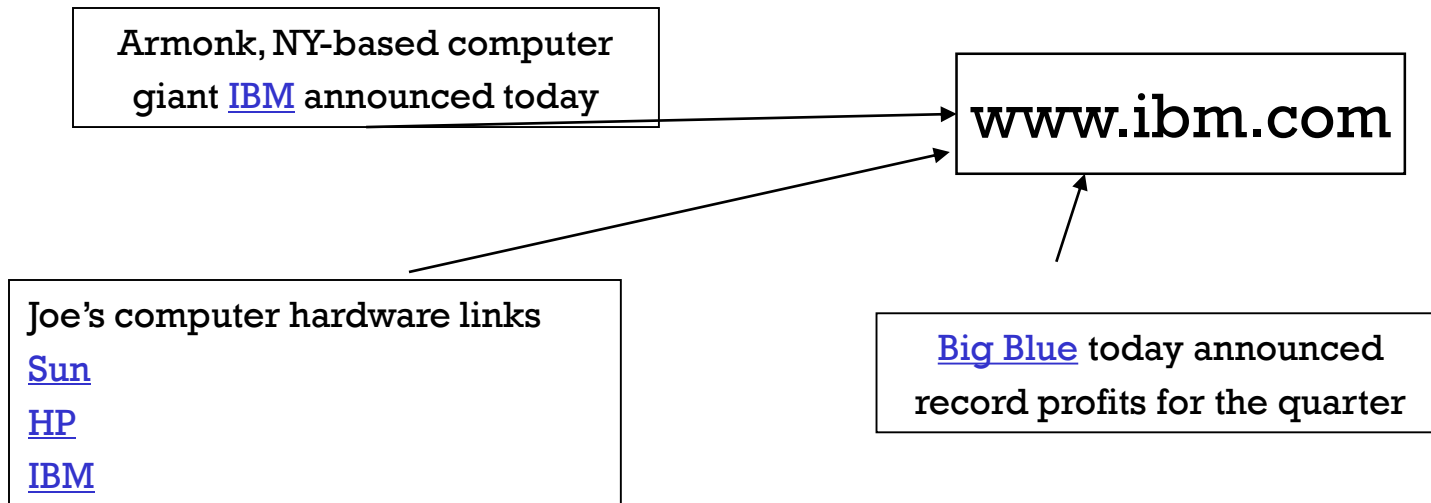 Armonk, NY-based computer
giant IBM announced today
www.ibm.com
Joe’s computer hardware links
Sun
HP
IBM
Big Blue today announced
record profits for the quarter